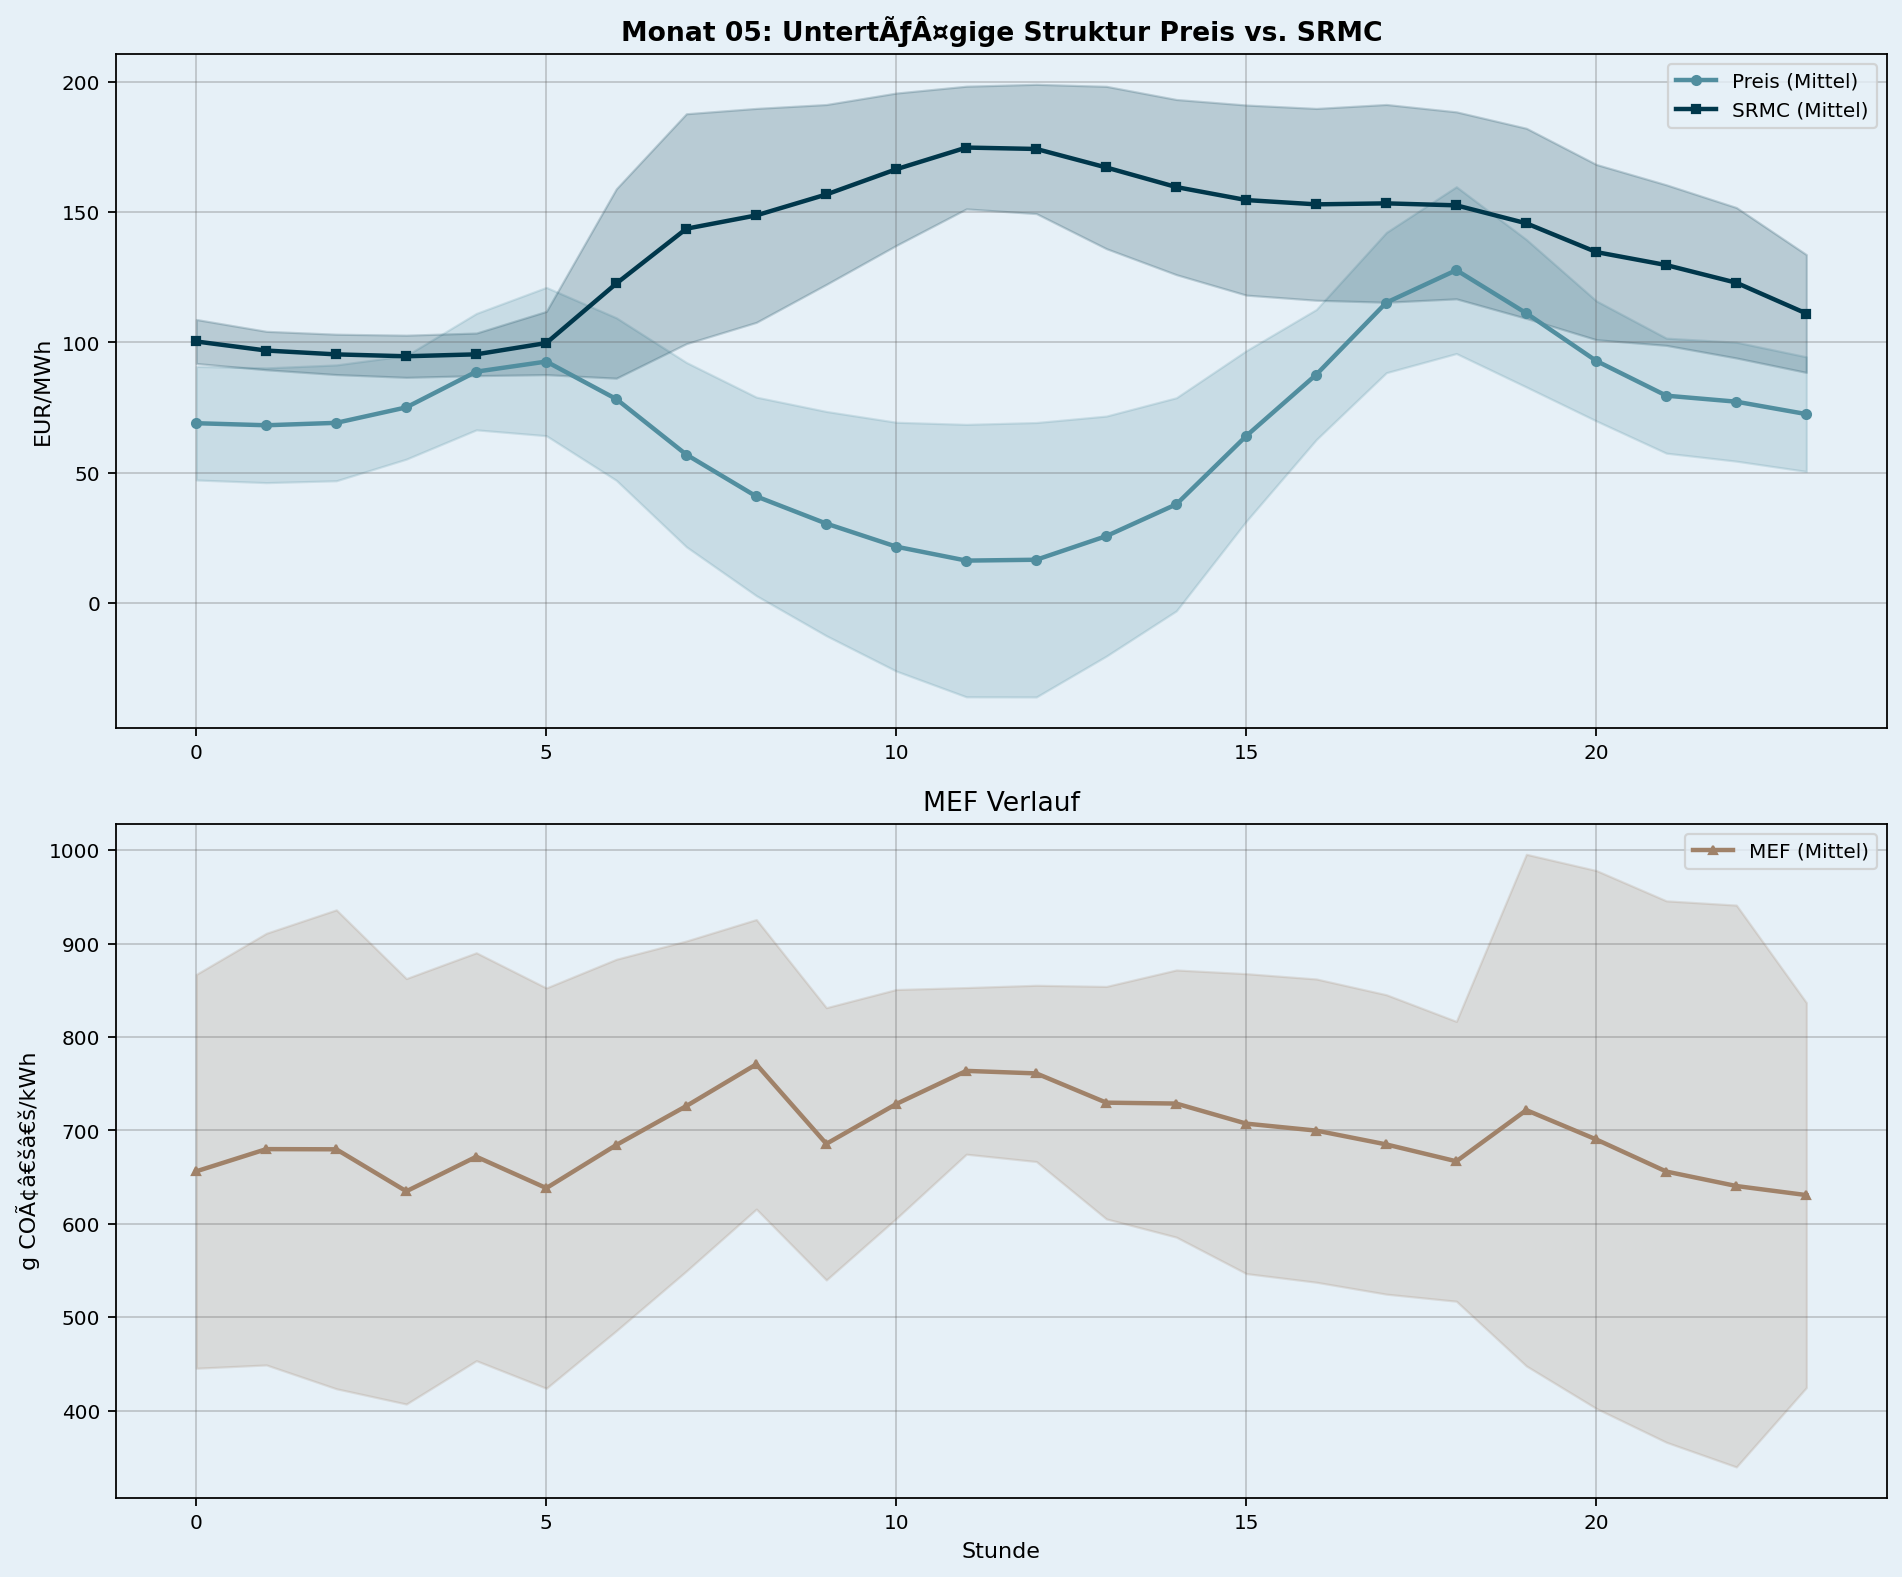 Monat 05: UntertÃƒÂ¤gige Struktur Preis vs. SRMC
Preis (Mittel)
SRMC (Mittel)
EUR/MWh
200
150
100
50
0
0 5 10 15 20
MEF Verlauf
MEF (Mittel)
g COÃ¢â€šâ€š/kWh
1000
900
800
700
600
500
400
0 5 10 15 20
Stunde